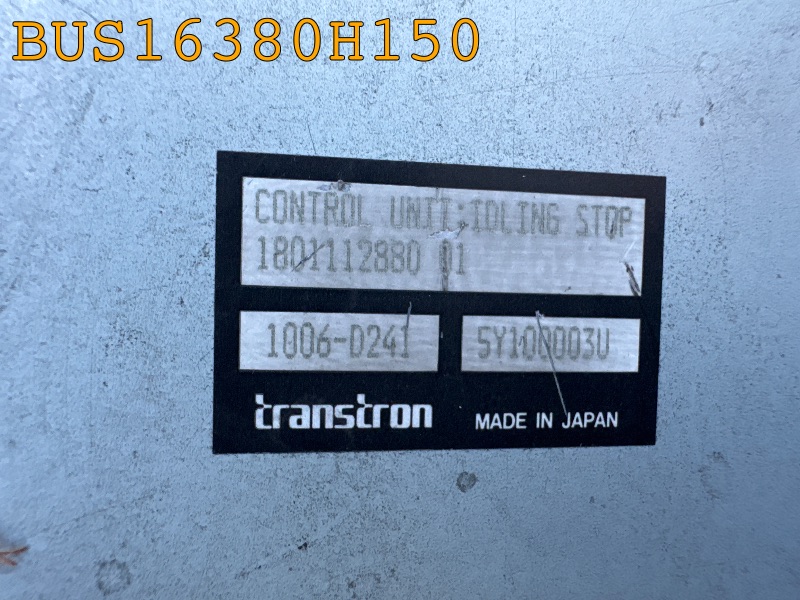 BUS16380H150
CONTROL UNIT:IDLING STOP
1801112880 01
1006-D241 5Y100003U
transtron MADE IN JAPAN